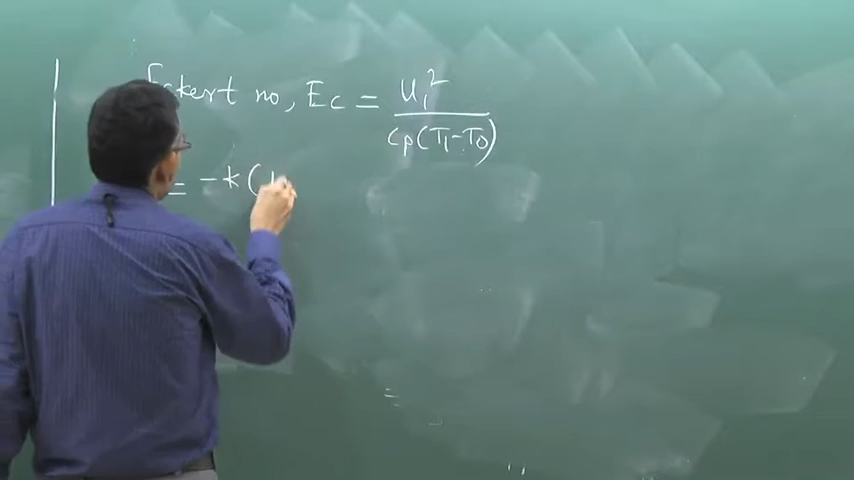 Eckert no, Ec = U₁² / Cp(T₁-T₀)
= -k(